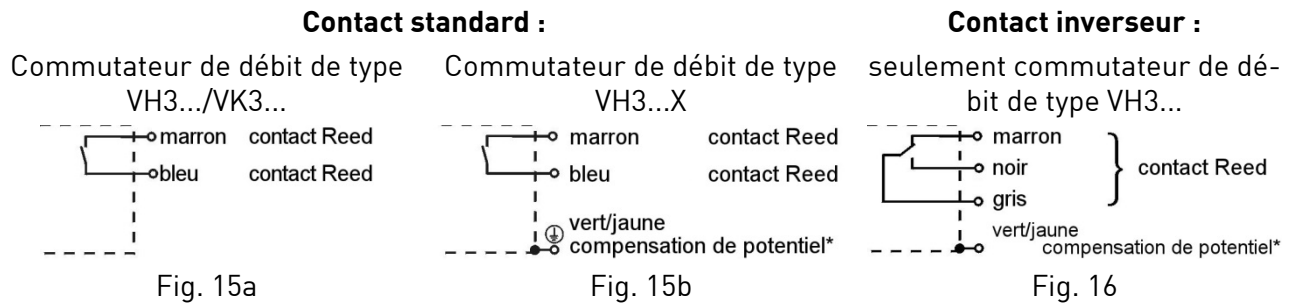 Contact standard :
Contact inverseur :
Commutateur de débit de type
VH3.../VK3...
Commutateur de débit de type
VH3...X
seulement commutateur de dé-
bit de type VH3...
marron contact Reed
bleu contact Reed
marron contact Reed
bleu contact Reed
vert/jaune
compensation de potentiel*
marron
noir
gris
contact Reed
vert/jaune
compensation de potentiel*
Fig. 15a
Fig. 15b
Fig. 16